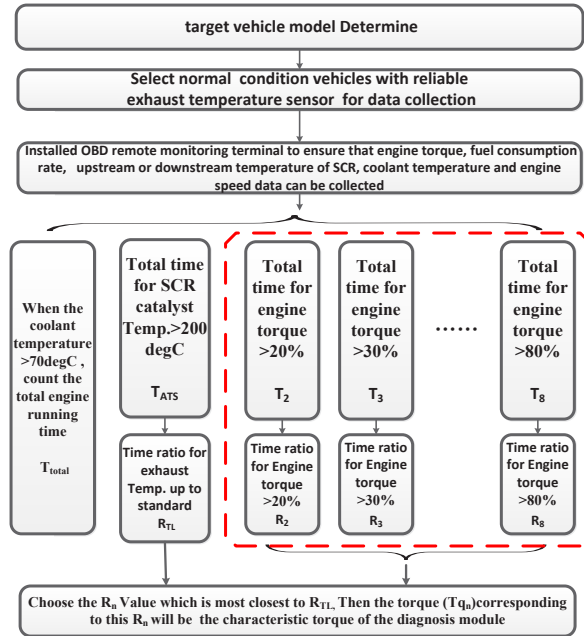 target vehicle model Determine
Select normal condition vehicles with reliable
exhaust temperature sensor for data collection
Installed OBD remote monitoring terminal to ensure that engine torque, fuel consumption
rate, upstream or downstream temperature of SCR, coolant temperature and engine
speed data can be collected
When the
coolant
temperature
>70degC ,
count the
total engine
running
time
Ttotal
Total time
for SCR
catalyst
Temp.>200
degC
TATS
Time ratio for
exhaust
Temp. up to
standard
RTL
Total
time for
engine
torque
>20%
T2
Time ratio
for Engine
torque
>20%
R2
Total
time for
engine
torque
>30%
T3
Time ratio
for Engine
torque
>30%
R3
......
Total
time for
engine
torque
>80%
T8
Time ratio
for Engine
torque
>80%
R8
Choose the Rn Value which is most closest to RTL, Then the torque (Tqn)corresponding
to this Rn will be the characteristic torque of the diagnosis module